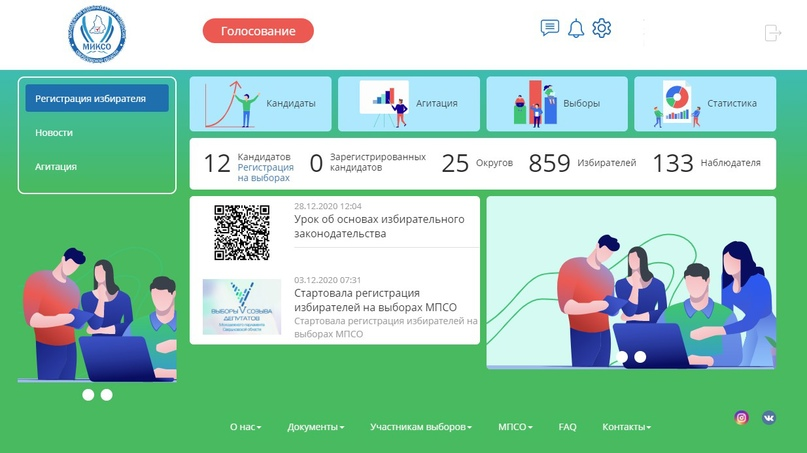 МИКСО
Голосование
Регистрация избирателя
Новости
Агитация
Кандидаты
Агитация
Выборы
Статистика
12 Кандидатов
Регистрация
на выборах
0 Зарегистрированных
кандидатов
25 Округов
859 Избирателей
133 Наблюдателя
28.12.2020 12:04
Урок об основах избирательного
законодательства
ВЫБОРЫ V СОЗЫВА
ДЕПУТАТОВ
03.12.2020 07:31
Стартовала регистрация
избирателей на выборах МПСО
Стартовала регистрация избирателей на
выборах МПСО
О нас
Документы
Участникам выборов
МПСО
FAQ
Контакты